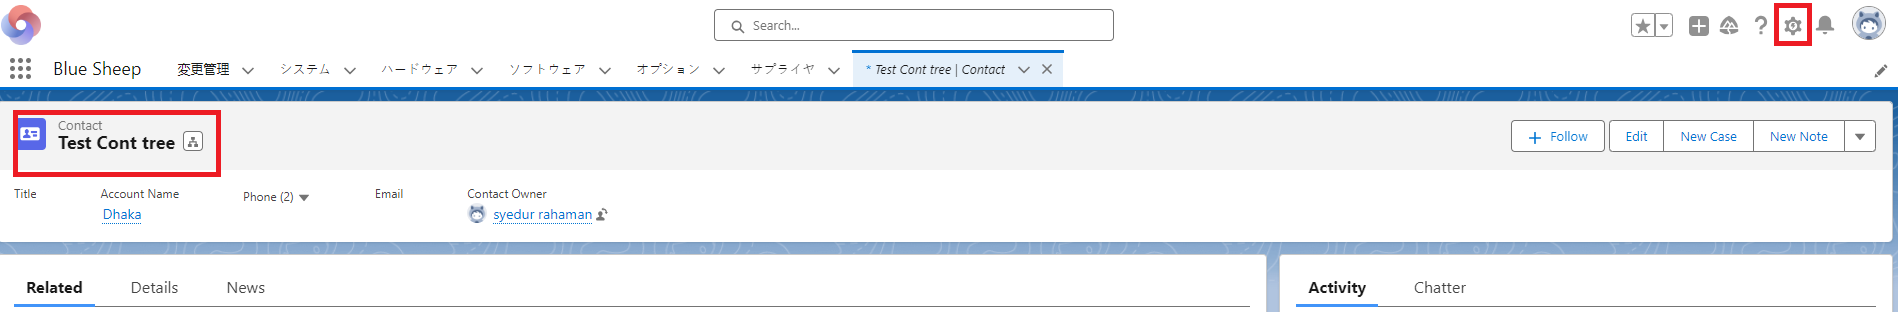 Search...
Blue Sheep 変更管理 システム ハードウェア ソフトウェア オプション サプライヤ * Test Cont tree | Contact
Contact
Test Cont tree
Follow Edit New Case New Note
Title Account Name Phone (2) Email Contact Owner
Dhaka syedur rahaman
Related Details News
Activity Chatter